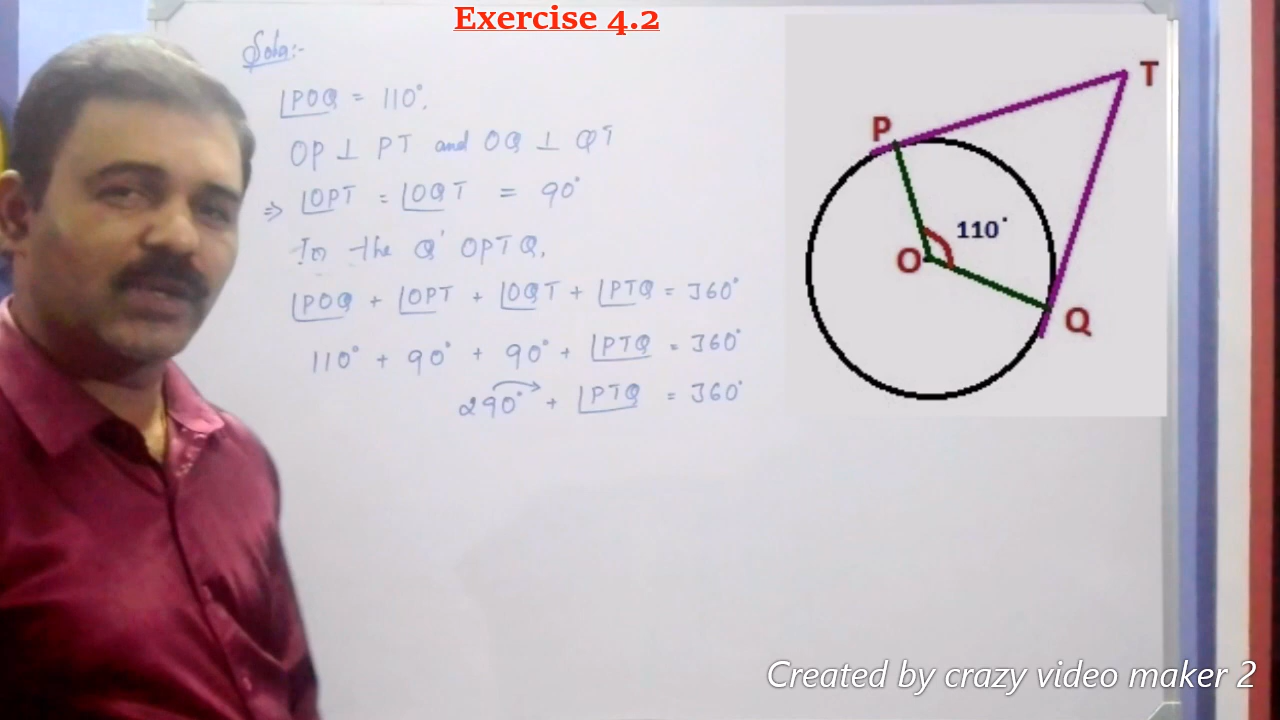 Exercise 4.2
Soln:-
∠POQ = 110°.
OP ⊥ PT and OQ ⊥ QT
⇒ ∠OPT = ∠OQT = 90°
In the Q' OPTQ,
∠POQ + ∠OPT + ∠OQT + ∠PTQ = 360°
110° + 90° + 90° + ∠PTQ = 360°
290° + ∠PTQ = 360°
T
P
110°
O
Q
Created by crazy video maker 2